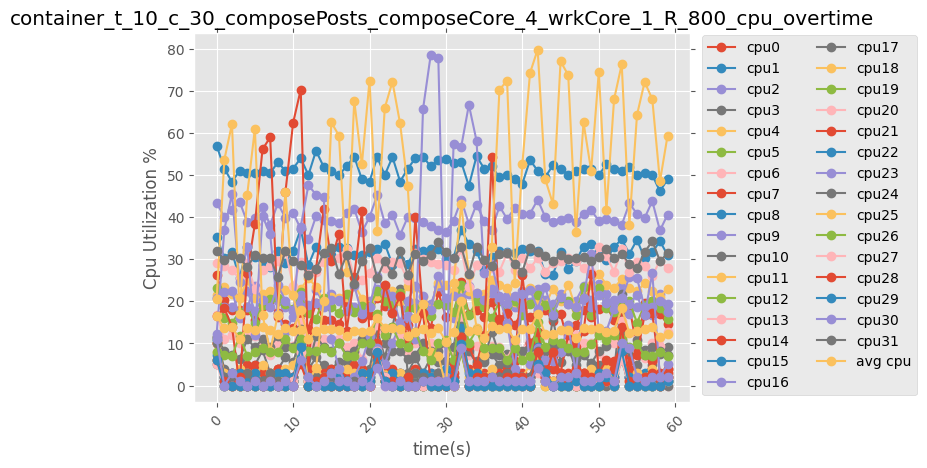 container_t_10_c_30_composePosts_composeCore_4_wrkCore_1_R_800_cpu_overtime
Cpu Utilization %
80
70
60
50
40
30
20
10
0
0
10
20
30
40
50
60
time(s)
cpu0
cpu1
cpu2
cpu3
cpu4
cpu5
cpu6
cpu7
cpu8
cpu9
cpu10
cpu11
cpu12
cpu13
cpu14
cpu15
cpu16
cpu17
cpu18
cpu19
cpu20
cpu21
cpu22
cpu23
cpu24
cpu25
cpu26
cpu27
cpu28
cpu29
cpu30
cpu31
avg cpu